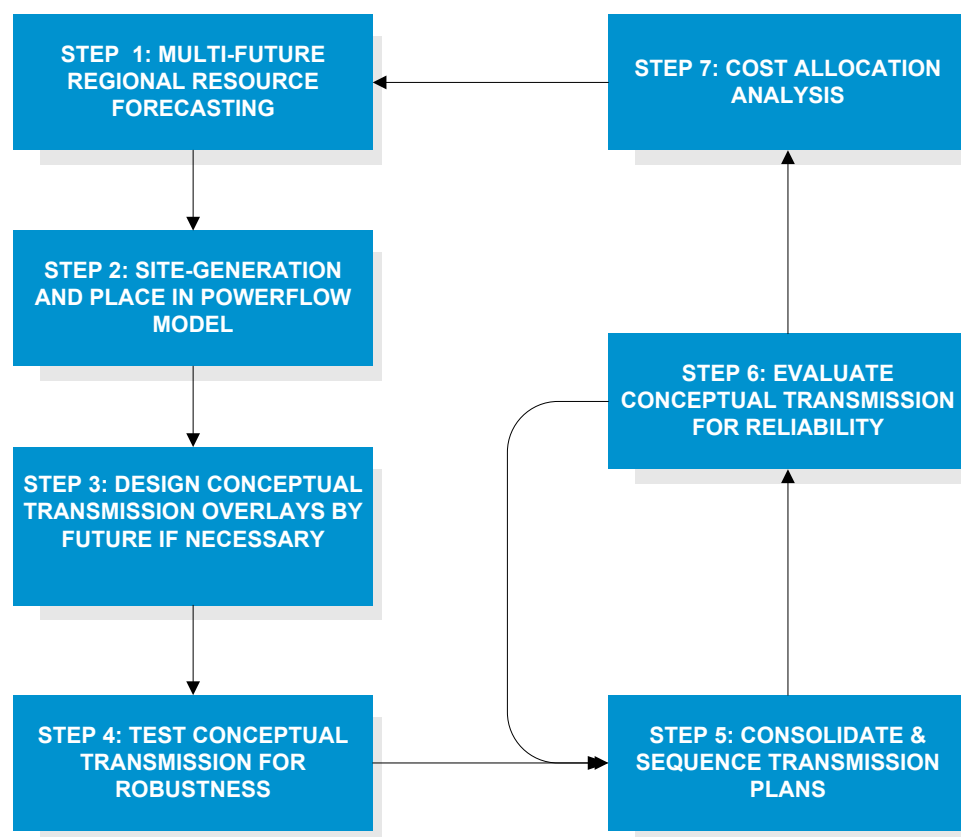 STEP 1: MULTI-FUTURE
REGIONAL RESOURCE
FORECASTING
STEP 2: SITE-GENERATION
AND PLACE IN POWERFLOW
MODEL
STEP 3: DESIGN CONCEPTUAL
TRANSMISSION OVERLAYS BY
FUTURE IF NECESSARY
STEP 4: TEST CONCEPTUAL
TRANSMISSION FOR
ROBUSTNESS
STEP 5: CONSOLIDATE &
SEQUENCE TRANSMISSION
PLANS
STEP 6: EVALUATE
CONCEPTUAL TRANSMISSION
FOR RELIABILITY
STEP 7: COST ALLOCATION
ANALYSIS